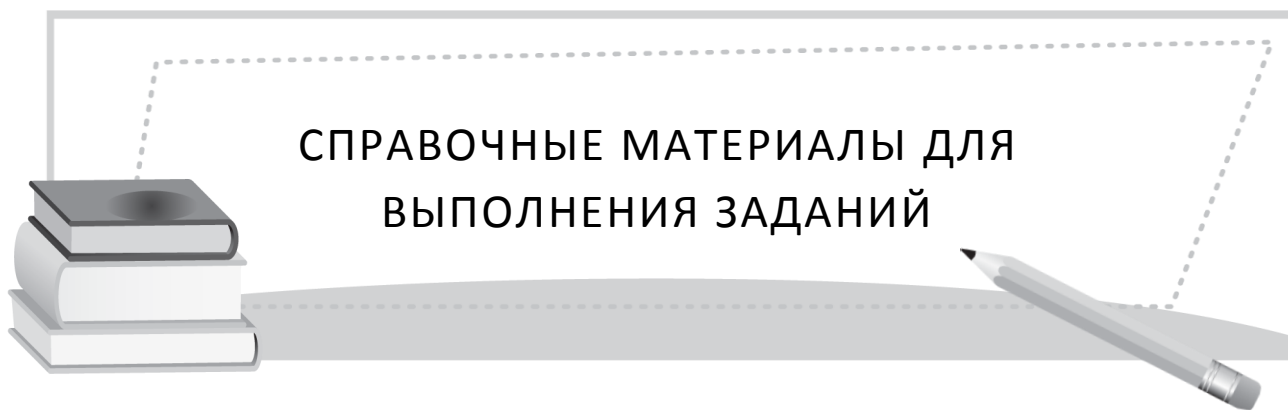 СПРАВОЧНЫЕ МАТЕРИАЛЫ ДЛЯ
ВЫПОЛНЕНИЯ ЗАДАНИЙ